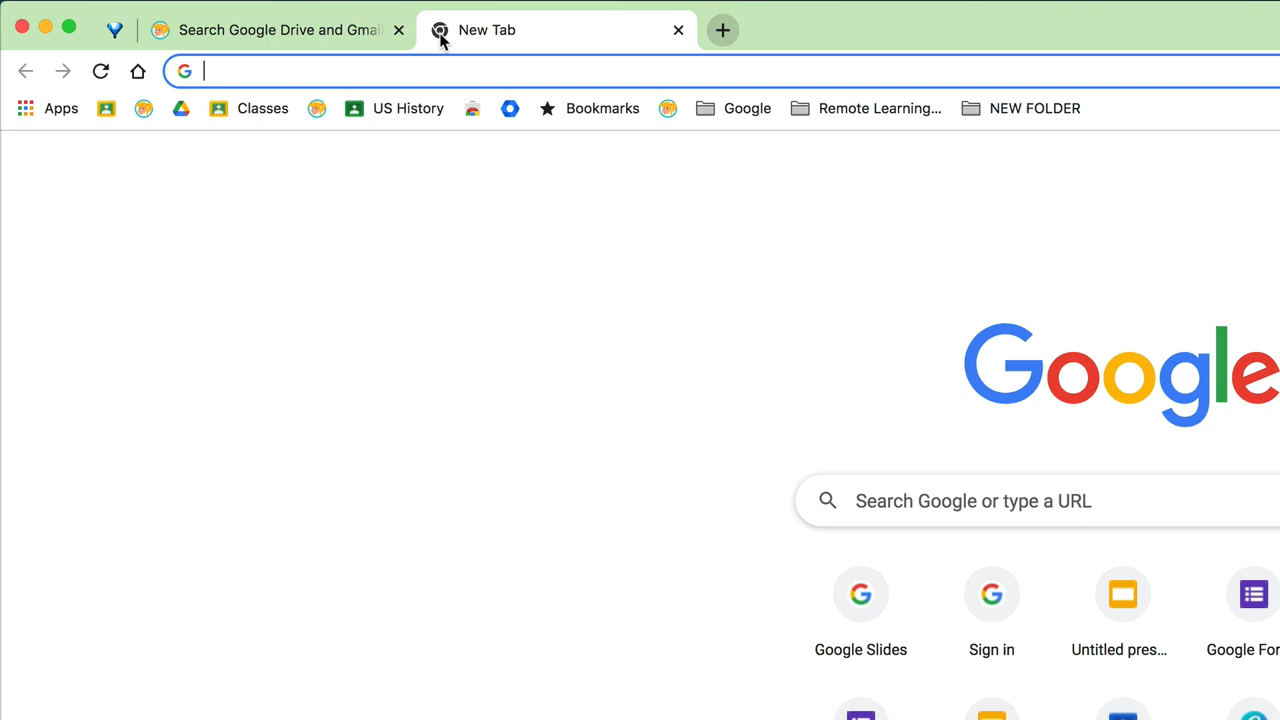 Search Google Drive and Gmai
New Tab
Apps
Classes
US History
Bookmarks
Google
Remote Learning...
NEW FOLDER
Google
Search Google or type a URL
Google Slides
Sign in
Untitled pres...
Google For